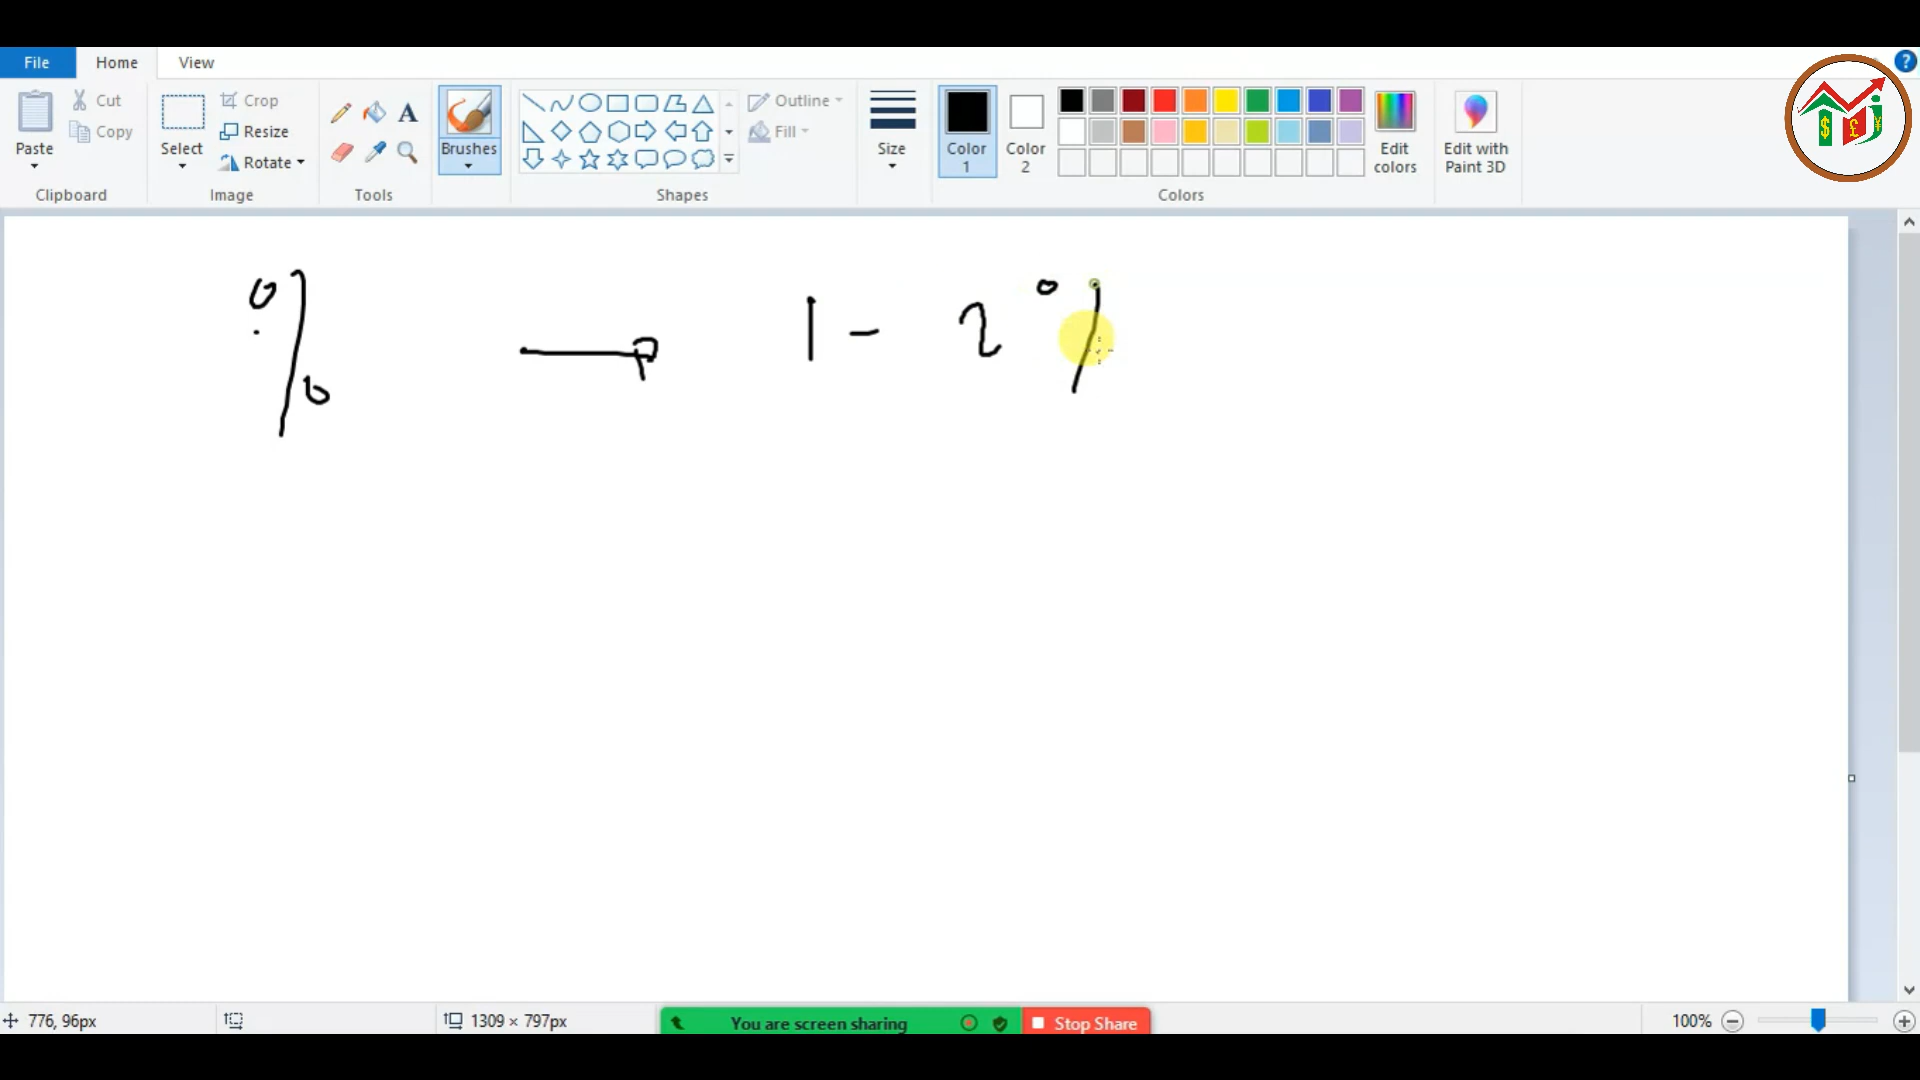 File Home View
Paste Cut Copy Clipboard
Select Crop Resize Rotate Image
A Tools
Brushes
Shapes
Outline Fill
Size
Color 1 Color 2 Edit colors Colors
Edit with Paint 3D
?
$ £ ¥
% 1 - 2 %
776, 96px 1309 × 797px You are screen sharing Stop Share 100%